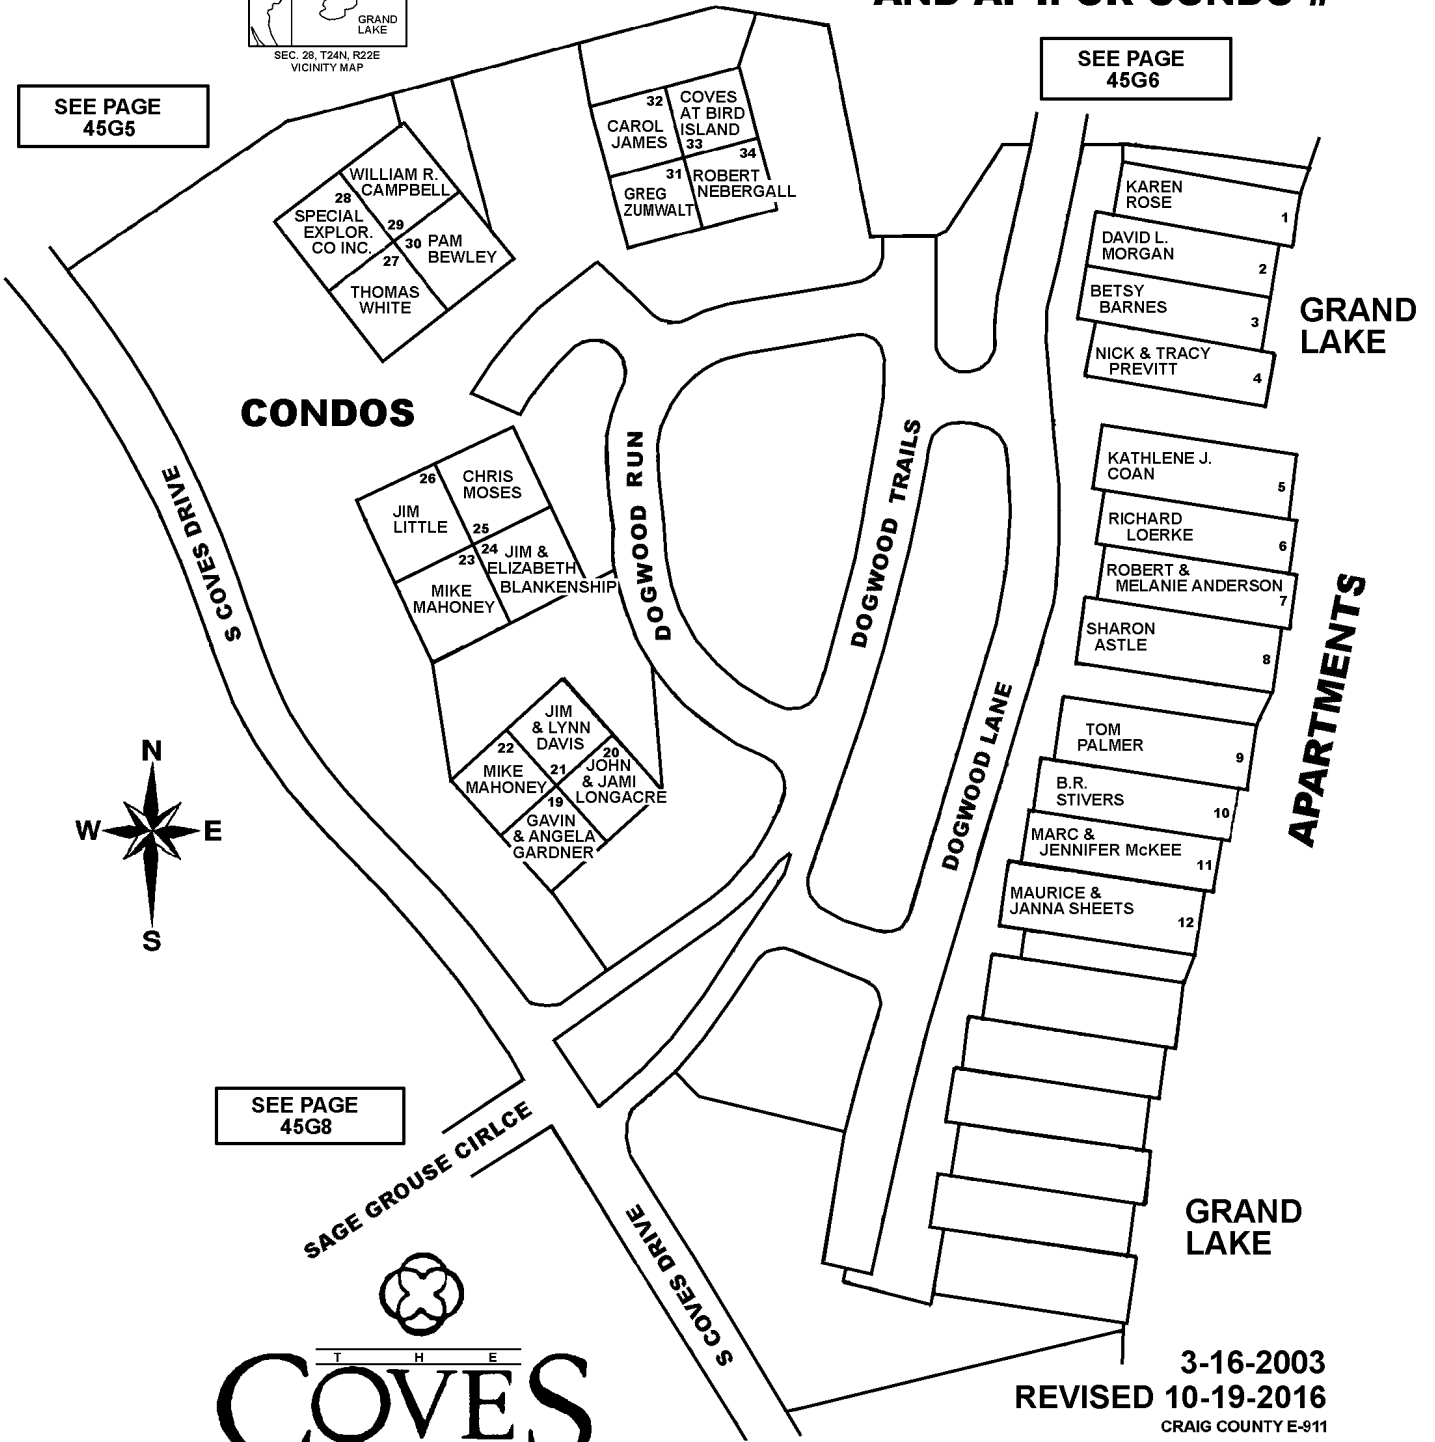 AND APT. OR CONDO #
GRAND
LAKE
SEC. 28, T24N, R22E
VICINITY MAP
SEE PAGE
45G5
SEE PAGE
45G6
32
CAROL
JAMES
COVES
AT BIRD
ISLAND
33
34
ROBERT
NEBERGALL
31
GREG
ZUMWALT
WILLIAM R.
CAMPBELL
28
SPECIAL
EXPLOR.
CO INC.
29
30
PAM
BEWLEY
27
THOMAS
WHITE
KAREN
ROSE
1
DAVID L.
MORGAN
2
BETSY
BARNES
3
NICK & TRACY
PREVITT
4
GRAND
LAKE
CONDOS
26
JIM
LITTLE
CHRIS
MOSES
25
24
JIM &
ELIZABETH
BLANKENSHIP
23
MIKE
MAHONEY
S COVES DRIVE
DOGWOOD RUN
DOGWOOD TRAILS
DOGWOOD LANE
KATHLENE J.
COAN
5
RICHARD
LOERKE
6
ROBERT &
MELANIE ANDERSON
7
SHARON
ASTLE
8
APARTMENTS
JIM
& LYNN
DAVIS
22
MIKE
MAHONEY
21
20
JOHN
& JAMI
LONGACRE
19
GAVIN
& ANGELA
GARDNER
TOM
PALMER
9
B.R.
STIVERS
10
MARC &
JENNIFER McKEE
11
MAURICE &
JANNA SHEETS
12
N
W
E
S
SEE PAGE
45G8
SAGE GROUSE CIRLCE
S COVES DRIVE
GRAND
LAKE
THE
COVES
3-16-2003
REVISED 10-19-2016
CRAIG COUNTY E-911